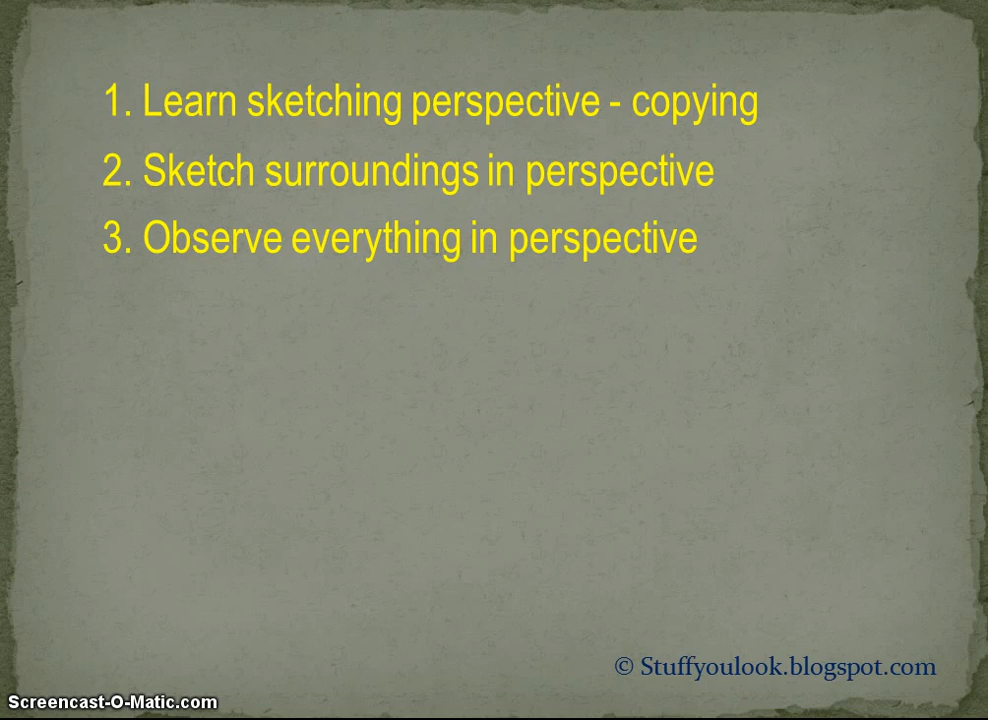 1. Learn sketching perspective - copying
2. Sketch surroundings in perspective
3. Observe everything in perspective
© Stuffyoulook.blogspot.com
Screencast-O-Matic.com